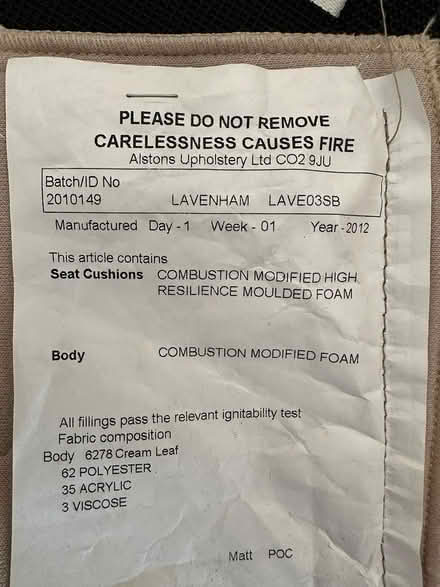 PLEASE DO NOT REMOVE
CARELESSNESS CAUSES FIRE
Alstons Upholstery Ltd CO2 9JU
Batch/ID No
2010149 LAVENHAM LAVE03SB
Manufactured Day - 1 Week - 01 Year - 2012
This article contains
Seat Cushions COMBUSTION MODIFIED HIGH
RESILIENCE MOULDED FOAM
Body COMBUSTION MODIFIED FOAM
All fillings pass the relevant ignitability test
Fabric composition
Body 6278 Cream Leaf
62 POLYESTER
35 ACRYLIC
3 VISCOSE
Matt POC